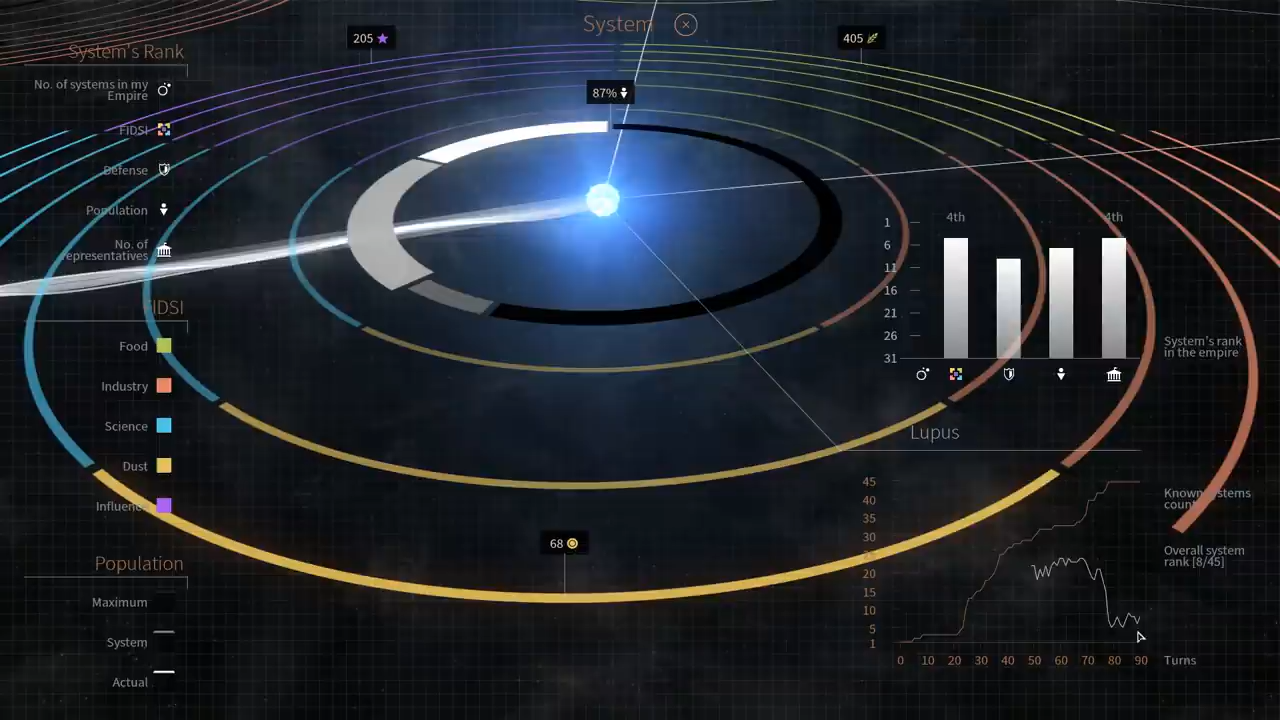 System
205
405
System's Rank
87%
No. of systems in my
Empire
FIDSI
Defense
Population
No. of
representatives
FIDSI
Food
Industry
Science
Dust
Influence
Population
Maximum
System
Actual
68
4th
4th
1
6
11
16
21
26
31
System's rank
in the empire
Lupus
45
40
35
30
25
20
15
10
5
1
0 10 20 30 40 50 60 70 80 90
Turns
Known systems
count
Overall system
rank [8/45]